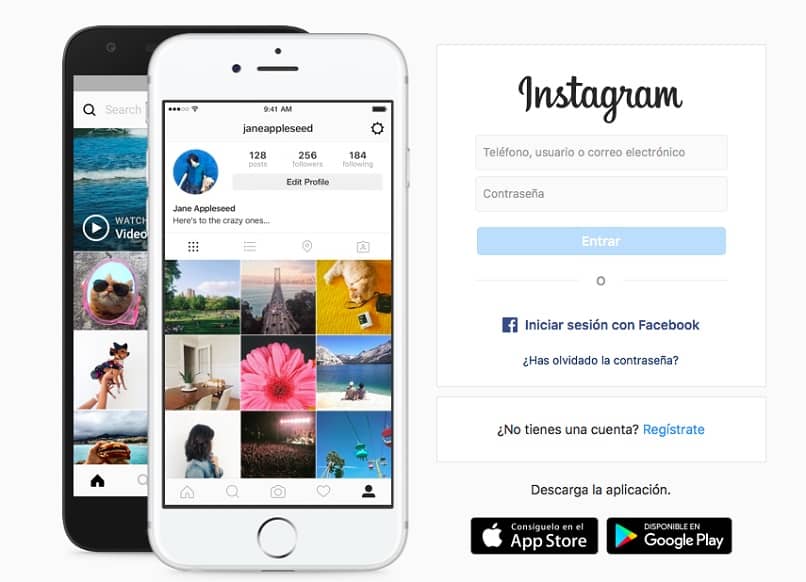 Search
WATCH
Video
9:41 AM
janeappleseed
128
posts
256
followers
184
following
Edit Profile
Jane Appleseed
Here's to the crazy ones...
Instagram
Teléfono, usuario o correo electrónico
Contraseña
Entrar
O
Iniciar sesión con Facebook
¿Has olvidado la contraseña?
¿No tienes una cuenta? Regístrate
Descarga la aplicación.
Consíguelo en el
App Store
DISPONIBLE EN
Google Play